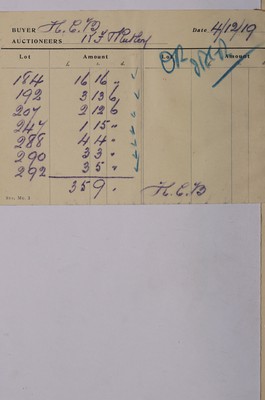 BUYER H.C.B Date 4/12/19
AUCTIONEERS
Lot Amount Lot Amount
184 16 16 "
192 3 13 6
207 2 12 6
247 1 15 "
288 4 4 "
290 3 3 "
292 3 5 "
35 9 "
H.C.B